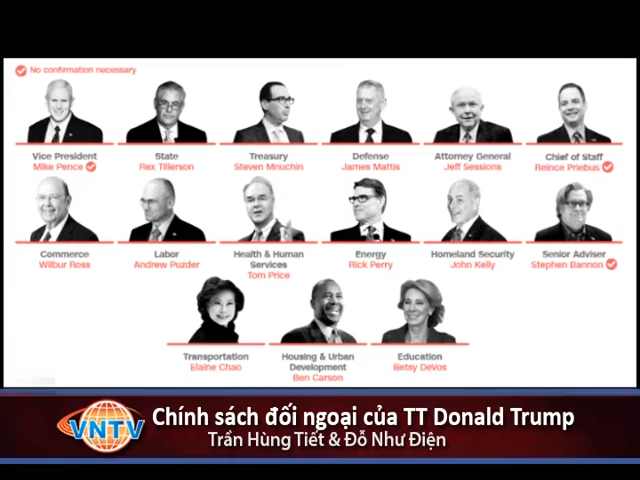 No confirmation necessary
Vice President
Mike Pence
State
Rex Tillerson
Treasury
Steven Mnuchin
Defense
James Mattis
Attorney General
Jeff Sessions
Chief of Staff
Reince Priebus
Commerce
Wilbur Ross
Labor
Andrew Puzder
Health & Human
Services
Tom Price
Energy
Rick Perry
Homeland Security
John Kelly
Senior Adviser
Stephen Bannon
Transportation
Elaine Chao
Housing & Urban
Development
Ben Carson
Education
Betsy DeVos
VNTV
Chính sách đối ngoại của TT Donald Trump
Trần Hùng Tiết & Đỗ Như Điện